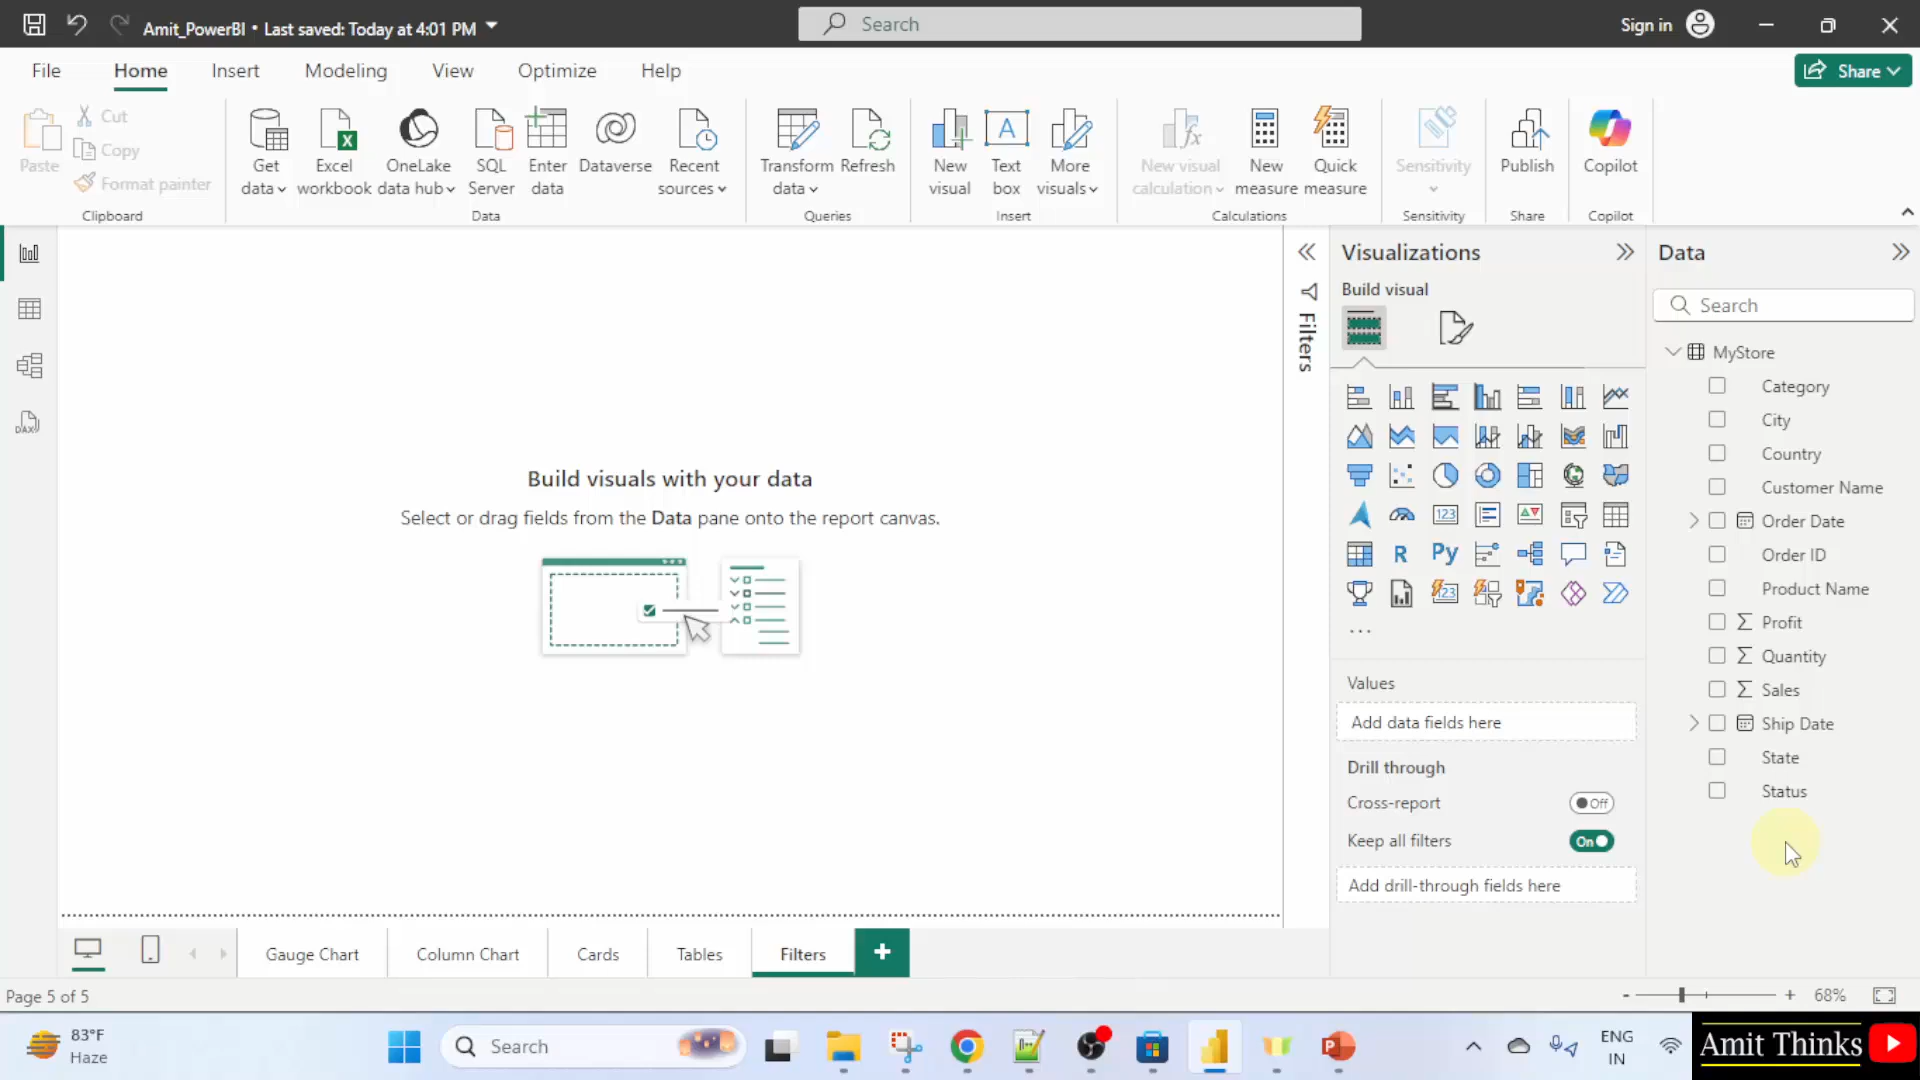 Amit_PowerBI • Last saved: Today at 4:01 PM
Search
Sign in
File
Home
Insert
Modeling
View
Optimize
Help
Share
Paste
Cut
Copy
Format painter
Clipboard
Get data
Excel workbook
OneLake data hub
SQL Server
Enter data
Dataverse
Recent sources
Data
Transform data
Refresh
Queries
New visual
Text box
More visuals
Insert
New visual calculation
New measure
Quick measure
Calculations
Sensitivity
Sensitivity
Publish
Share
Copilot
Copilot
Build visuals with your data
Select or drag fields from the Data pane onto the report canvas.
Filters
Visualizations
Build visual
R
Py
123
123
Values
Add data fields here
Drill through
Cross-report
Off
Keep all filters
On
Add drill-through fields here
Data
Search
MyStore
Category
City
Country
Customer Name
Order Date
Order ID
Product Name
Profit
Quantity
Sales
Ship Date
State
Status
DAX
Gauge Chart
Column Chart
Cards
Tables
Filters
Page 5 of 5
68%
83°F
Haze
Search
ENG
IN
Amit Thinks